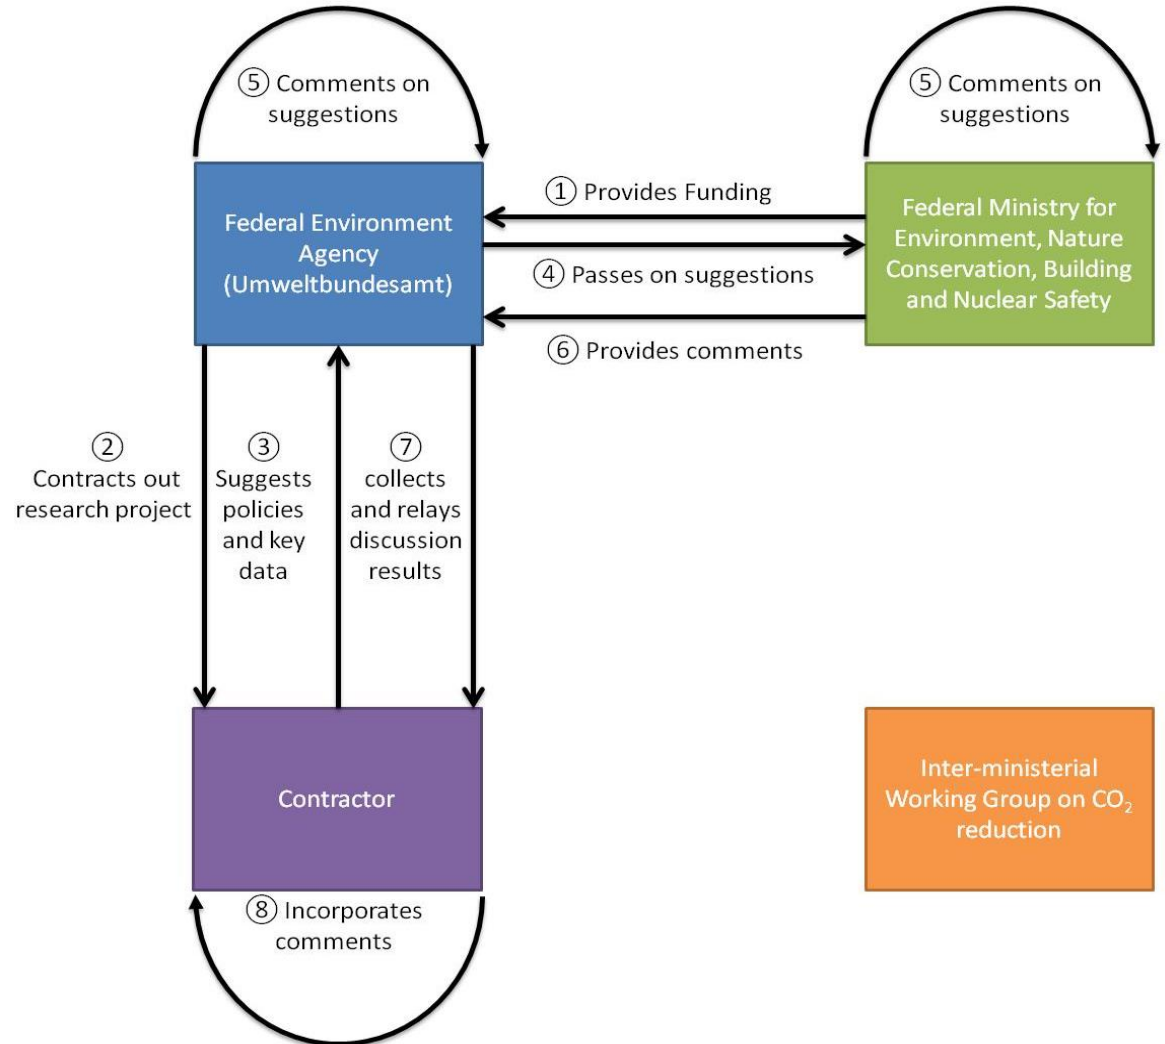 ⑤ Comments on
suggestions
⑤ Comments on
suggestions
Federal Environment
Agency
(Umweltbundesamt)
① Provides Funding
④ Passes on suggestions
⑥ Provides comments
Federal Ministry for
Environment, Nature
Conservation, Building
and Nuclear Safety
②
Contracts out
research project
③
Suggests
policies
and key
data
⑦
collects
and relays
discussion
results
Contractor
Inter-ministerial
Working Group on CO₂
reduction
⑧ Incorporates
comments